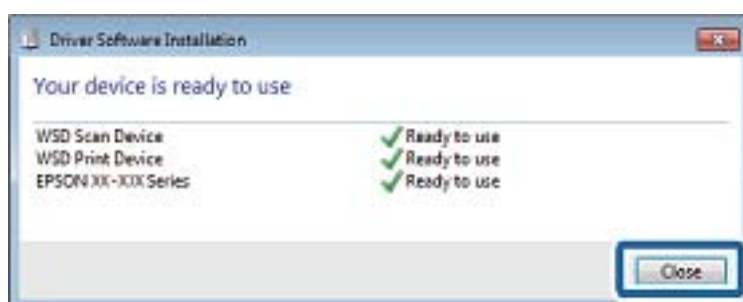 Driver Software Installation
Your device is ready to use
WSD Scan Device Ready to use
WSD Print Device Ready to use
EPSON XX-XXX Series Ready to use
Close